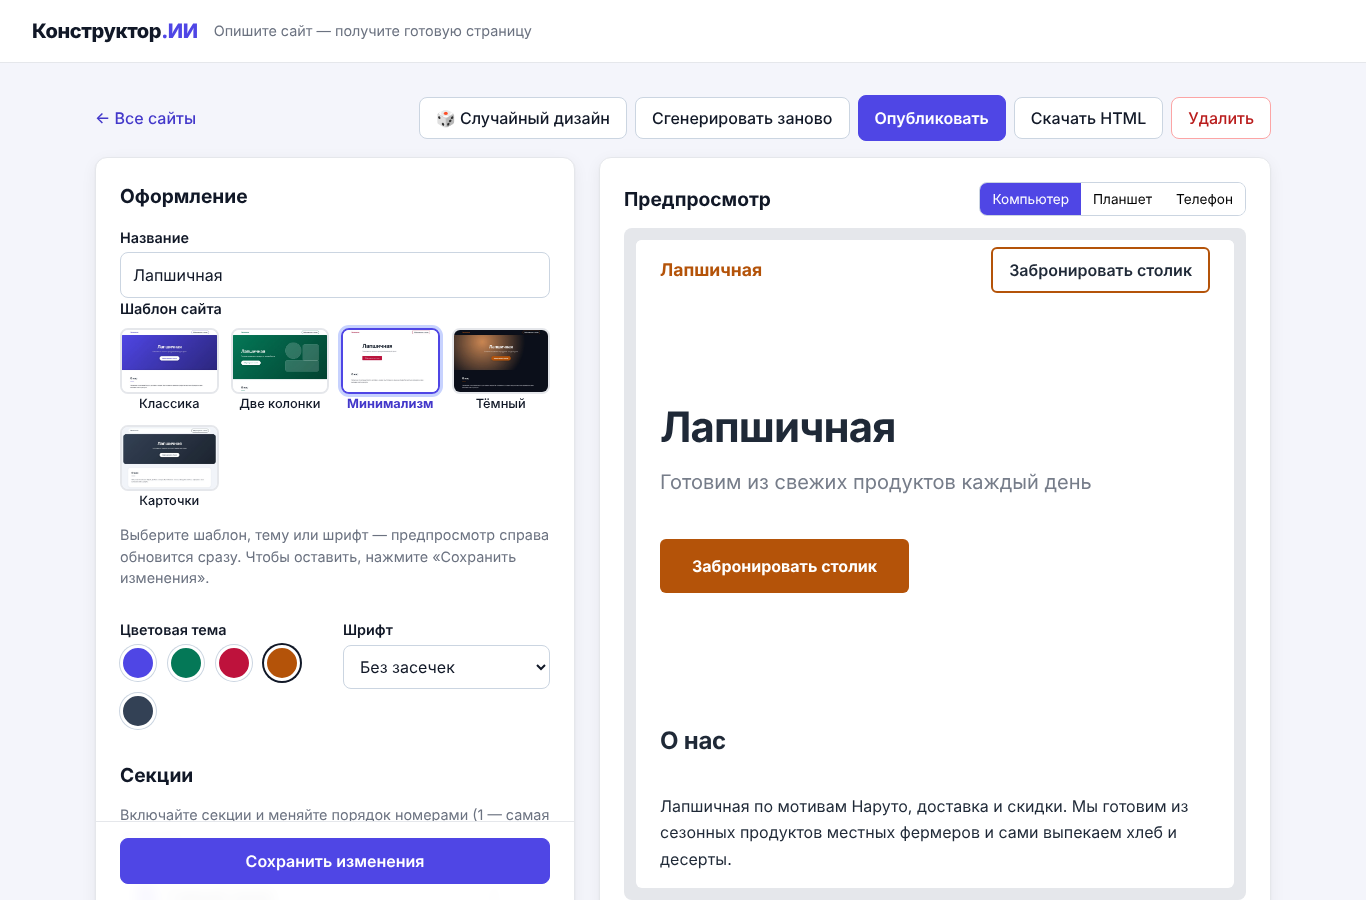 Конструктор.ИИ Опишите сайт — получите готовую страницу
← Все сайты
🎲 Случайный дизайн
Сгенерировать заново
Опубликовать
Скачать HTML
Удалить
Оформление
Название
Лапшичная
Шаблон сайта
Классика
Две колонки
Минимализм
Тёмный
Карточки
Выберите шаблон, тему или шрифт — предпросмотр справа
обновится сразу. Чтобы оставить, нажмите «Сохранить
изменения».
Цветовая тема
Шрифт
Без засечек
Секции
Включайте секции и меняйте порядок номерами (1 — самая
Сохранить изменения
Предпросмотр
Компьютер
Планшет
Телефон
Лапшичная
Забронировать столик
Лапшичная
Готовим из свежих продуктов каждый день
Забронировать столик
О нас
Лапшичная по мотивам Наруто, доставка и скидки. Мы готовим из
сезонных продуктов местных фермеров и сами выпекаем хлеб и
десерты.